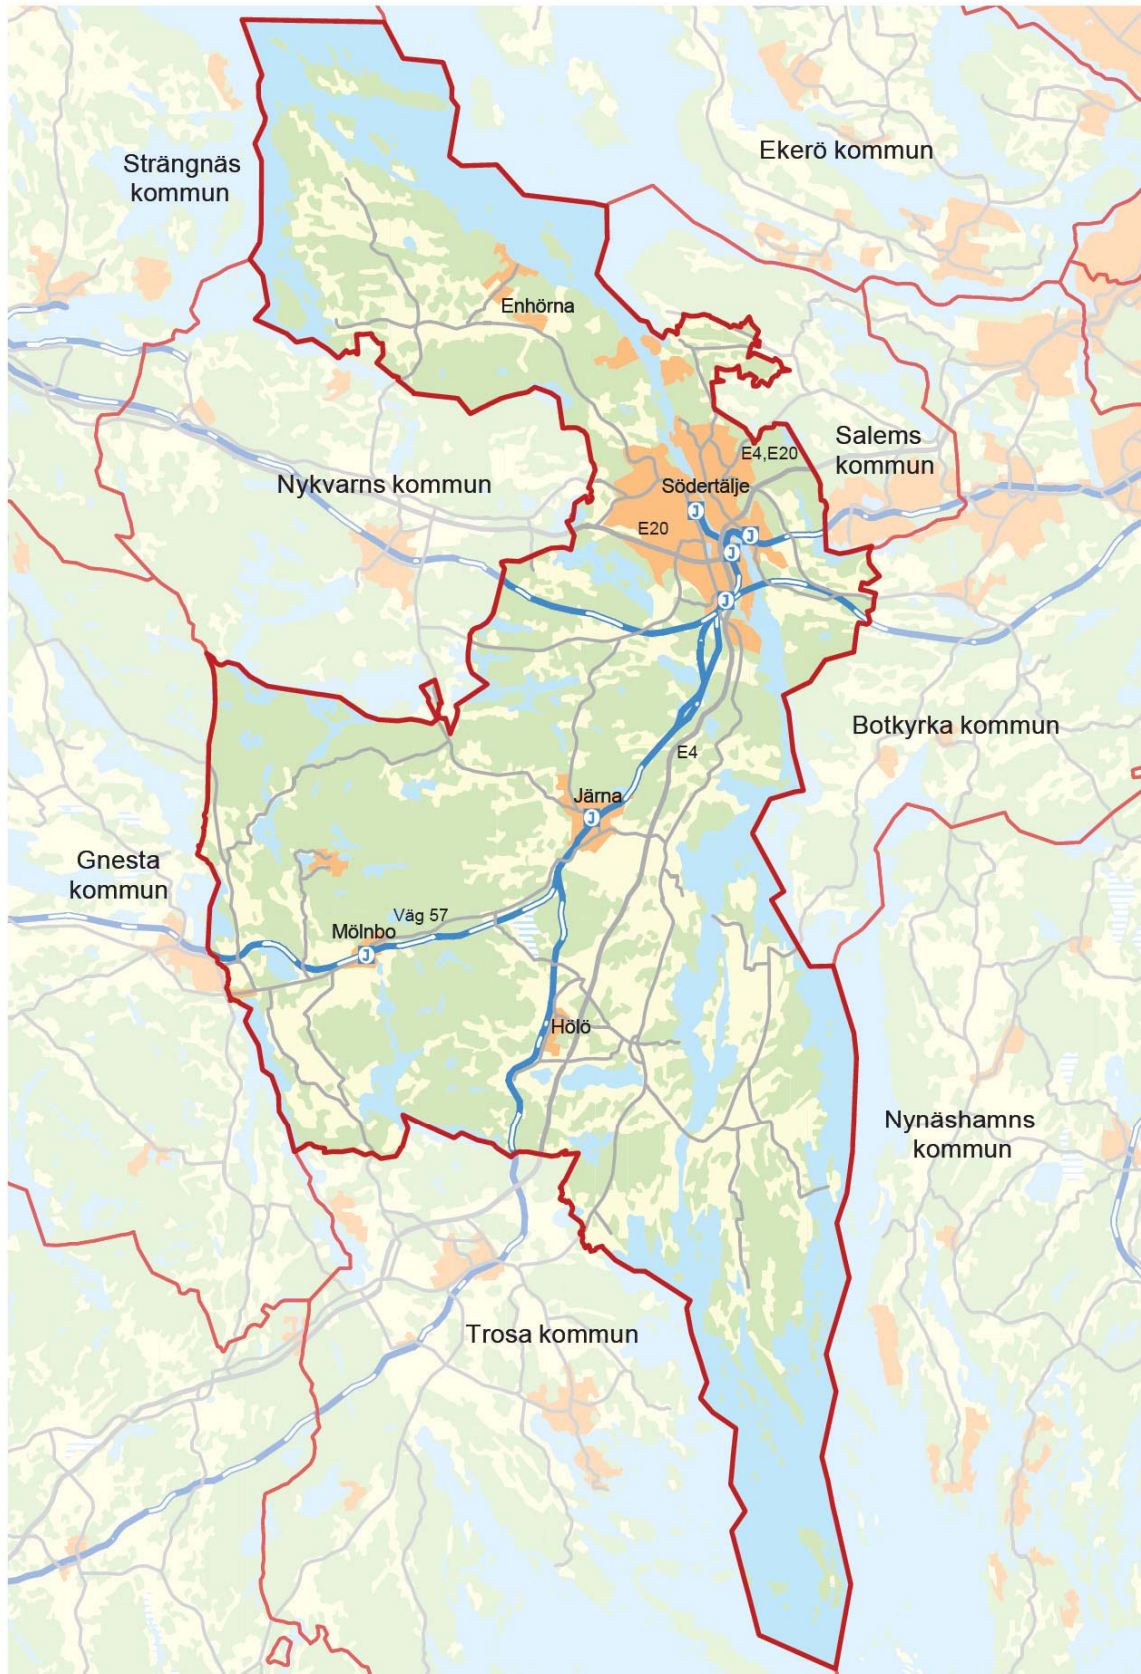 Ekerö kommun
Strängnäs
kommun
Enhörna
Salems
kommun
E4,E20
Nykvarns kommun
Södertälje
J
E20
J
J
J
Botkyrka kommun
E4
Järna
J
Gnesta
kommun
Väg 57
Mölnbo
J
Hölö
Nynäshamns
kommun
Trosa kommun